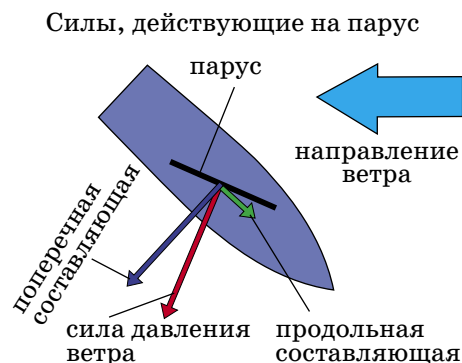 Силы, действующие на парус
парус
направление
ветра
поперечная
составляющая
сила давления
ветра
продольная
составляющая